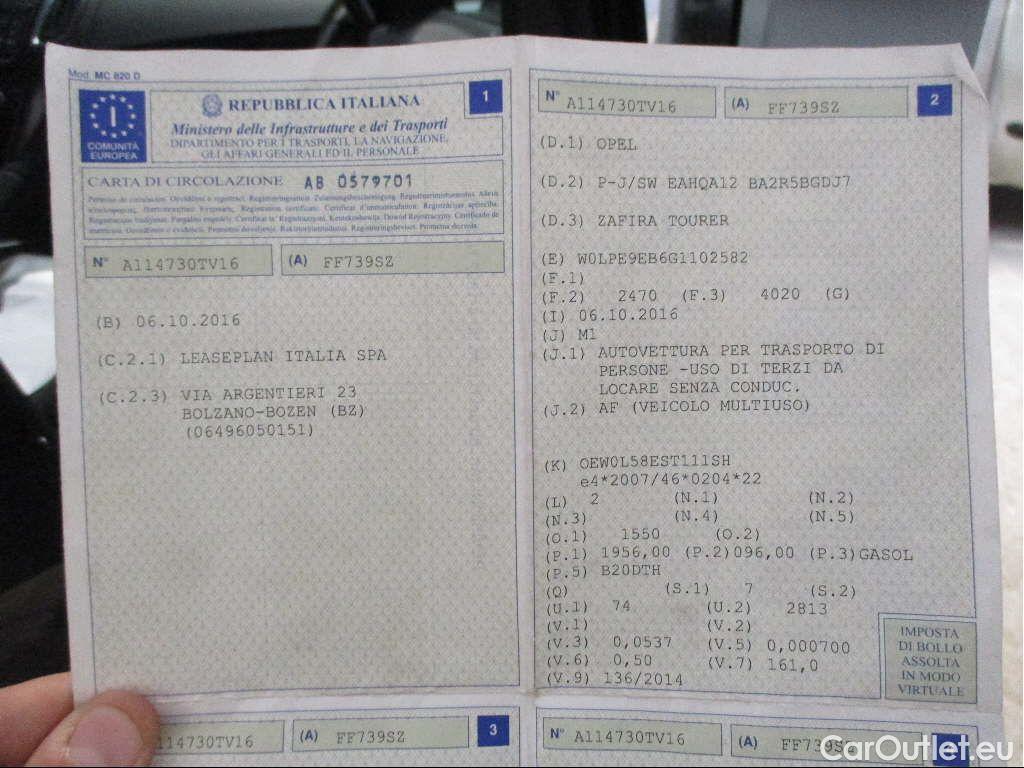 Mod. MC 820 D
COMUNITÀ
EUROPEA
I
REPUBBLICA ITALIANA
1
Ministero delle Infrastrutture e dei Trasporti
DIPARTIMENTO PER I TRASPORTI, LA NAVIGAZIONE,
GLI AFFARI GENERALI ED IL PERSONALE
CARTA DI CIRCOLAZIONE AB 0579701
N° A114730TV16 (A) FF739SZ
(B) 06.10.2016
(C.2.1) LEASEPLAN ITALIA SPA
(C.2.3) VIA ARGENTIERI 23
BOLZANO-BOZEN (BZ)
(06496050151)
N° A114730TV16 (A) FF739SZ 2
(D.1) OPEL
(D.2) P-J/SW EAHQA12 BA2R5BGDJ7
(D.3) ZAFIRA TOURER
(E) W0LPE9EB6G1102582
(F.1)
(F.2) 2470 (F.3) 4020 (G)
(I) 06.10.2016
(J) M1
(J.1) AUTOVETTURA PER TRASPORTO DI
PERSONE -USO DI TERZI DA
LOCARE SENZA CONDUC.
(J.2) AF (VEICOLO MULTIUSO)
(K) OEW0L58EST111SH
e4*2007/46*0204*22
(L) 2 (N.1) (N.2)
(N.3) (N.4) (N.5)
(O.1) 1550 (O.2)
(P.1) 1956,00 (P.2)096,00 (P.3)GASOL
(P.5) B20DTH
(Q) (S.1) 7 (S.2)
(U.1) 74 (U.2) 2813
(V.1) (V.2)
(V.3) 0,0537 (V.5) 0,000700
(V.6) 0,50 (V.7) 161,0
(V.9) 136/2014
IMPOSTA
DI BOLLO
ASSOLTA
IN MODO
VIRTUALE
114730TV16 (A) FF739SZ 3
N° A114730TV16 (A) FF739S
CarOutlet.eu